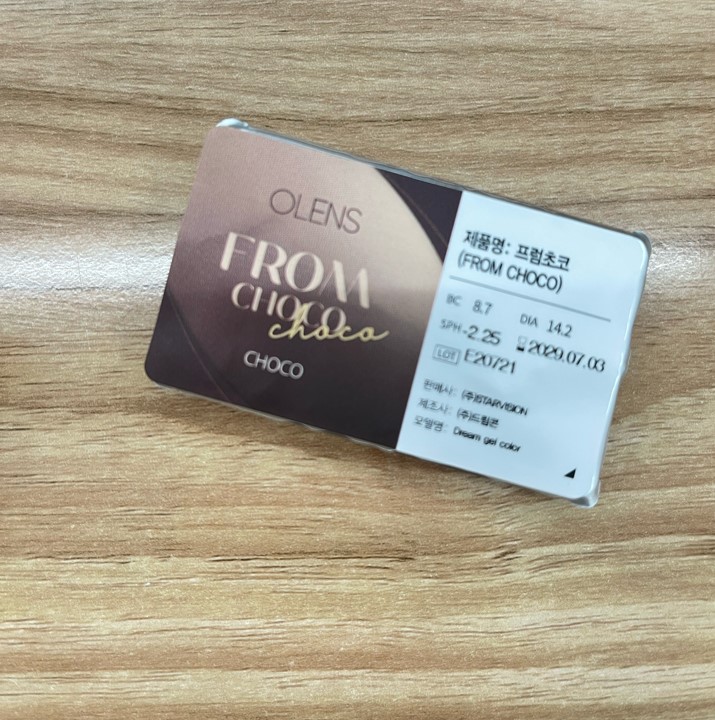 OLENS
FROM
CHOCO
choco
CHOCO
제품명: 프럼초코
(FROM CHOCO)
BC 8.7 DIA 14.2
SPH -2.25 2029.07.03
LOT E20721
판매사: (주)STARVISION
제조사: (주)드림콘
모델명: Dream gel color